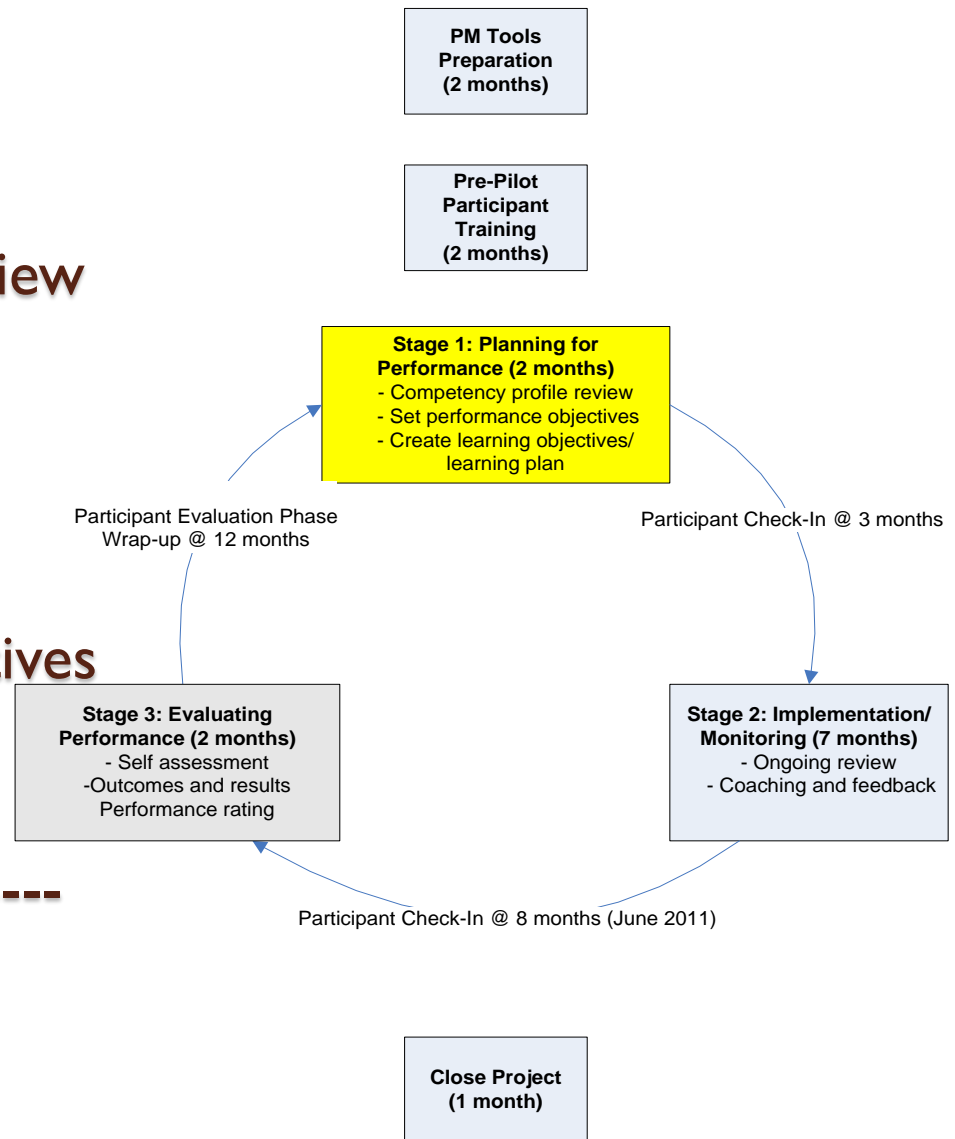 PM Tools
Preparation
(2 months)
Pre-Pilot
Participant
Training
(2 months)
iew
Stage 1: Planning for
Performance (2 months)
- Competency profile review
- Set performance objectives
- Create learning objectives/
learning plan
Participant Evaluation Phase
Wrap-up @ 12 months
Participant Check-In @ 3 months
tives
Stage 3: Evaluating
Performance (2 months)
- Self assessment
-Outcomes and results
Performance rating
Stage 2: Implementation/
Monitoring (7 months)
- Ongoing review
- Coaching and feedback
---
Participant Check-In @ 8 months (June 2011)
Close Project
(1 month)